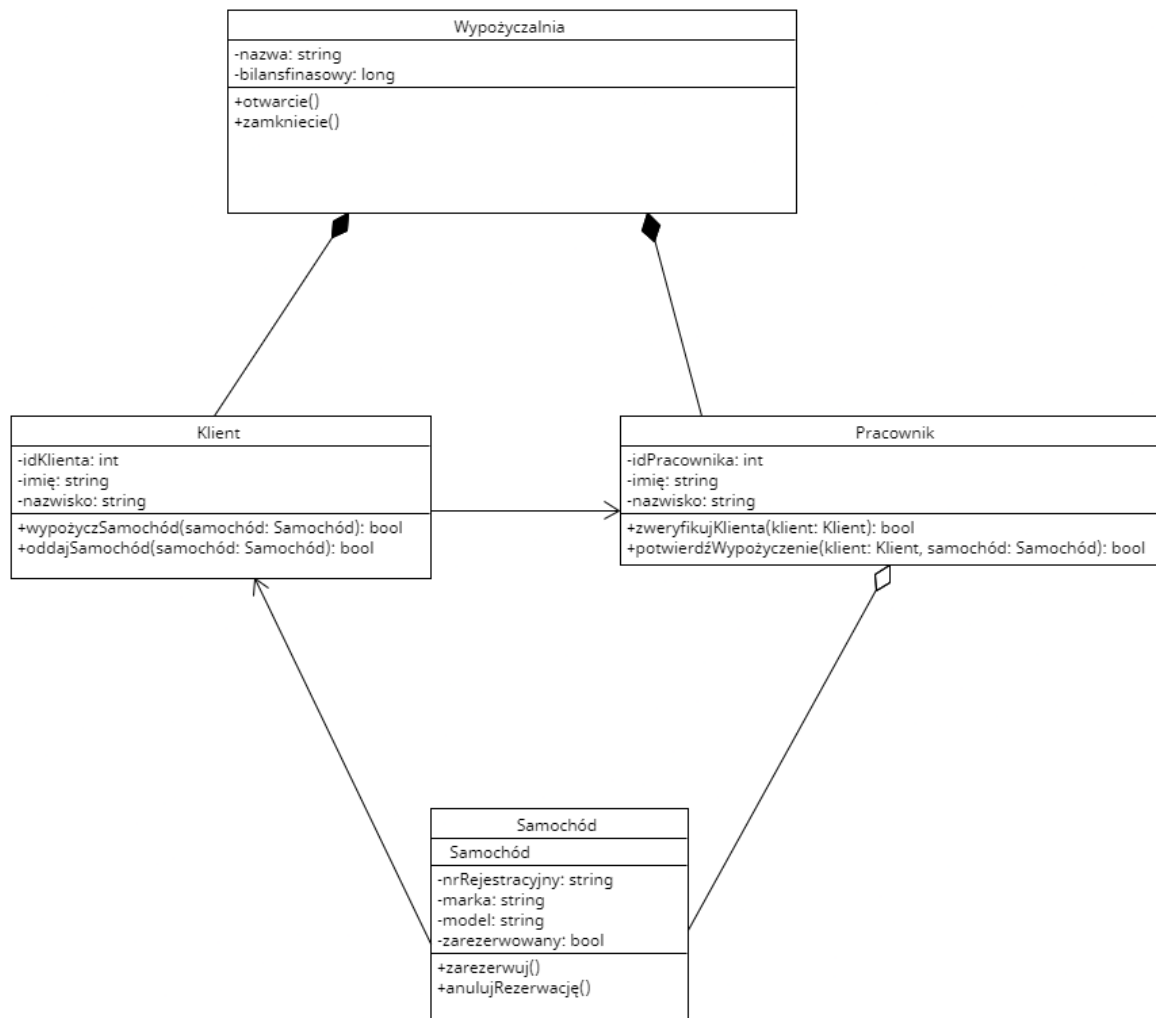 Wypożyczalnia
-nazwa: string
-bilansfinasowy: long
+otwarcie()
+zamkniecie()
Klient
-idKlienta: int
-imię: string
-nazwisko: string
+wypożyczSamochód(samochód: Samochód): bool
+oddajSamochód(samochód: Samochód): bool
Pracownik
-idPracownika: int
-imię: string
-nazwisko: string
+zweryfikujKlienta(klient: Klient): bool
+potwierdźWypożyczenie(klient: Klient, samochód: Samochód): bool
Samochód
Samochód
-nrRejestracyjny: string
-marka: string
-model: string
-zarezerwowany: bool
+zarezerwuj()
+anulujRezerwację()